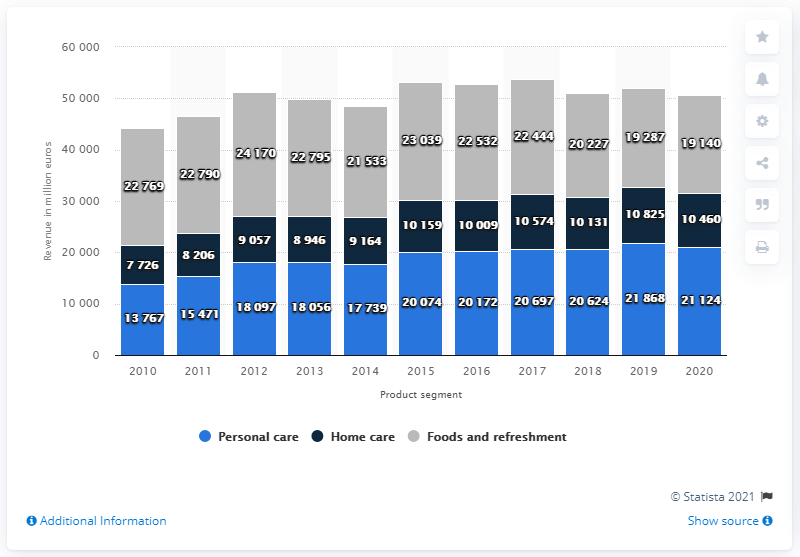 60 000
50 000
40 000
30 000
20 000
10 000
0
Revenue in million euros
22 769 22 790 24 170 22 795 21 533 23 039 22 532 22 444 20 227 19 287 19 140
7 726 8 206 9 057 8 946 9 164 10 159 10 009 10 574 10 131 10 825 10 460
13 767 15 471 18 097 18 056 17 739 20 074 20 172 20 697 20 624 21 868 21 124
2010 2011 2012 2013 2014 2015 2016 2017 2018 2019 2020
Product segment
Personal care Home care Foods and refreshment
© Statista 2021
Additional Information Show source